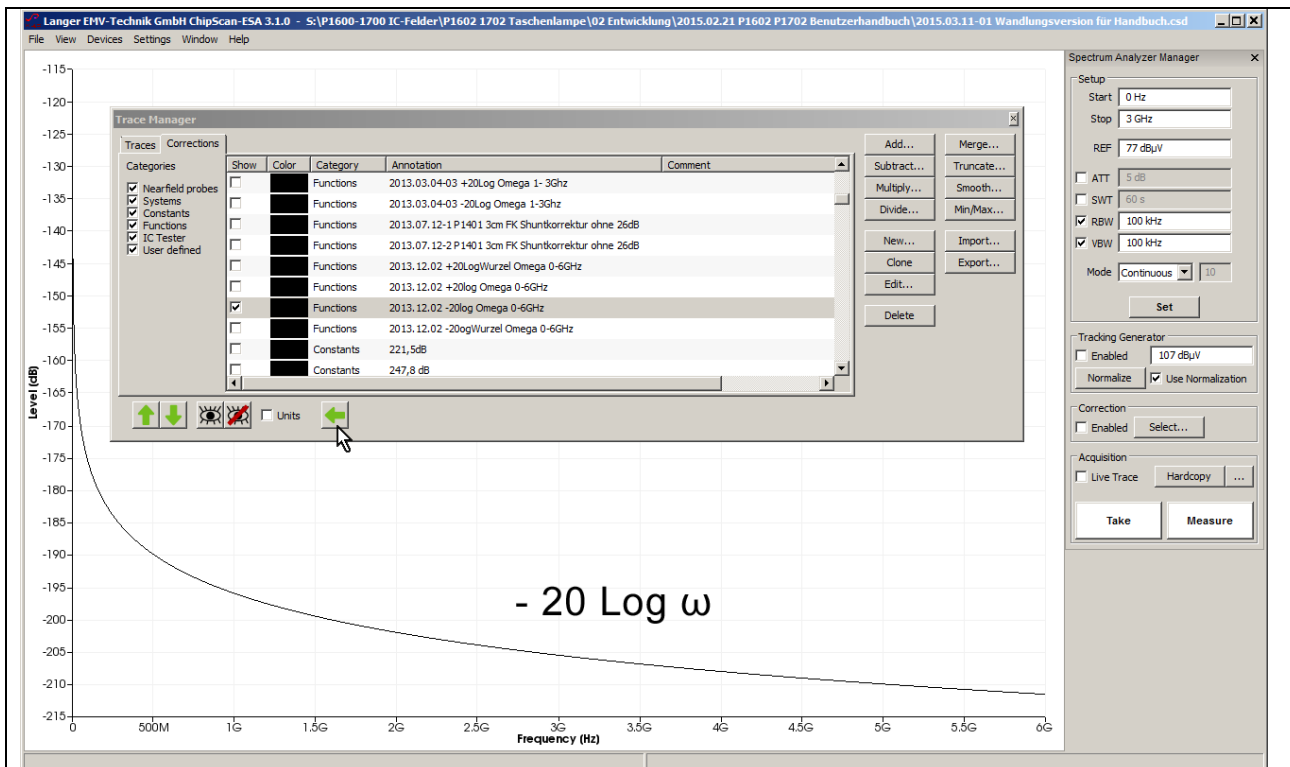 Langer EMV-Technik GmbH ChipScan-ESA 3.1.0 - S:\P1600-1700 IC-Felder\P1602 1702 Taschenlampe\02 Entwicklung\2015.02.21 P1602 P1702 Benutzerhandbuch\2015.03.11-01 Wandlungsversion für Handbuch.csd
File View Devices Settings Window Help
Trace Manager
Traces Corrections
Categories
Nearfield probes
Systems
Constants
Functions
IC Tester
User defined
Show Color Category Annotation Comment
Functions 2013.03.04-03 +20Log Omega 1- 3Ghz
Functions 2013.03.04-03 -20Log Omega 1-3Ghz
Functions 2013.07.12-1 P1401 3cm FK Shuntkorrektur ohne 26dB
Functions 2013.07.12-2 P1401 3cm FK Shuntkorrektur ohne 26dB
Functions 2013.12.02 +20LogWurzel Omega 0-6GHz
Functions 2013.12.02 +20log Omega 0-6GHz
Functions 2013.12.02 -20log Omega 0-6GHz
Functions 2013.12.02 -20ogWurzel Omega 0-6GHz
Constants 221,5dB
Constants 247,8 dB
Add... Merge...
Subtract... Truncate...
Multiply... Smooth...
Divide... Min/Max...
New... Import...
Clone Export...
Edit...
Delete
Units
-115
-120
-125
-130
-135
-140
-145
-150
-155
-160
-165
-170
-175
-180
-185
-190
-195
-200
-205
-210
-215
Level (dB)
- 20 Log ω
0 500M 1G 1.5G 2G 2.5G 3G 3.5G 4G 4.5G 5G 5.5G 6G
Frequency (Hz)
Spectrum Analyzer Manager
Setup
Start 0 Hz
Stop 3 GHz
REF 77 dBµV
ATT 5 dB
SWT 60 s
RBW 100 kHz
VBW 100 kHz
Mode Continuous 10
Set
Tracking Generator
Enabled 107 dBµV
Normalize Use Normalization
Correction
Enabled Select...
Acquisition
Live Trace Hardcopy ...
Take Measure